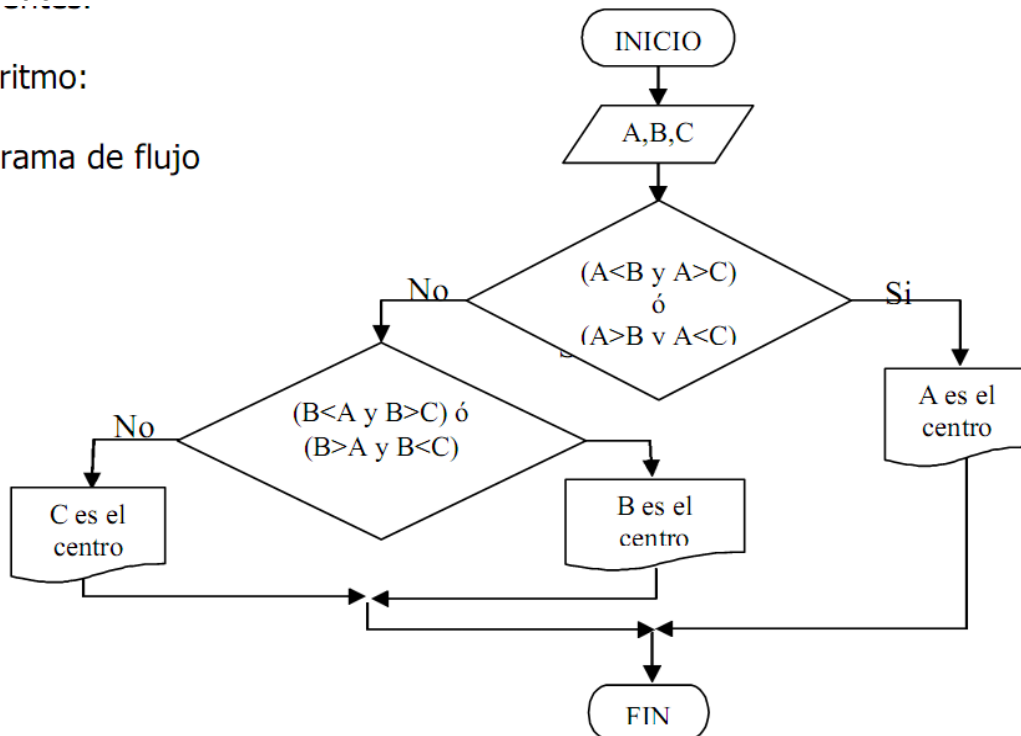 ritmo:
rama de flujo
INICIO
A,B,C
(A<B y A>C)
ó
(A>B y A<C)
No
Si
(B<A y B>C) ó
(B>A y B<C)
No
A es el
centro
B es el
centro
C es el
centro
FIN